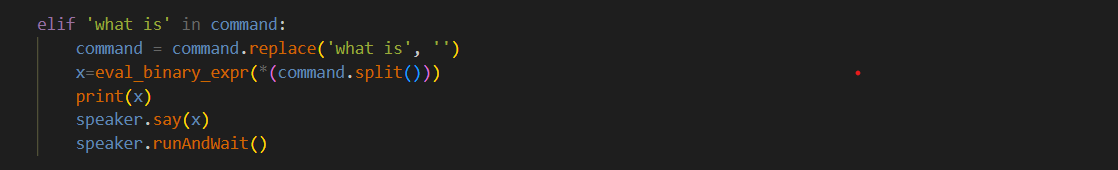 elif 'what is' in command:
    command = command.replace('what is', '')
    x=eval_binary_expr(*(command.split()))
    print(x)
    speaker.say(x)
    speaker.runAndWait()